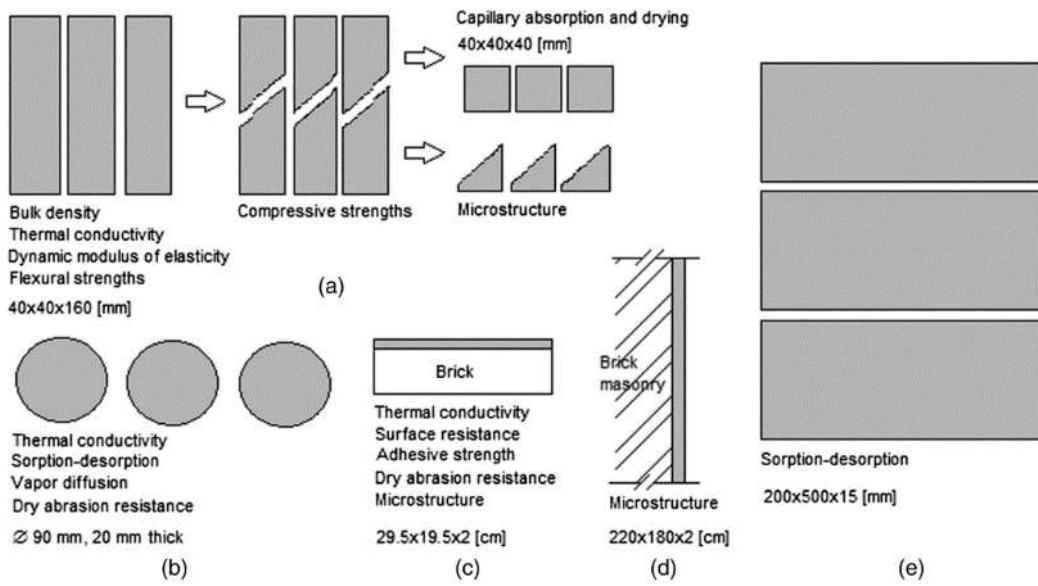 Bulk density
Thermal conductivity
Dynamic modulus of elasticity
Flexural strengths
40x40x160 [mm]
Compressive strengths
Capillary absorption and drying
40x40x40 [mm]
Microstructure
(a)
Thermal conductivity
Sorption-desorption
Vapor diffusion
Dry abrasion resistance
∅ 90 mm, 20 mm thick
(b)
Brick
Thermal conductivity
Surface resistance
Adhesive strength
Dry abrasion resistance
Microstructure
29.5x19.5x2 [cm]
(c)
Brick
masonry
Microstructure
220x180x2 [cm]
(d)
Sorption-desorption
200x500x15 [mm]
(e)